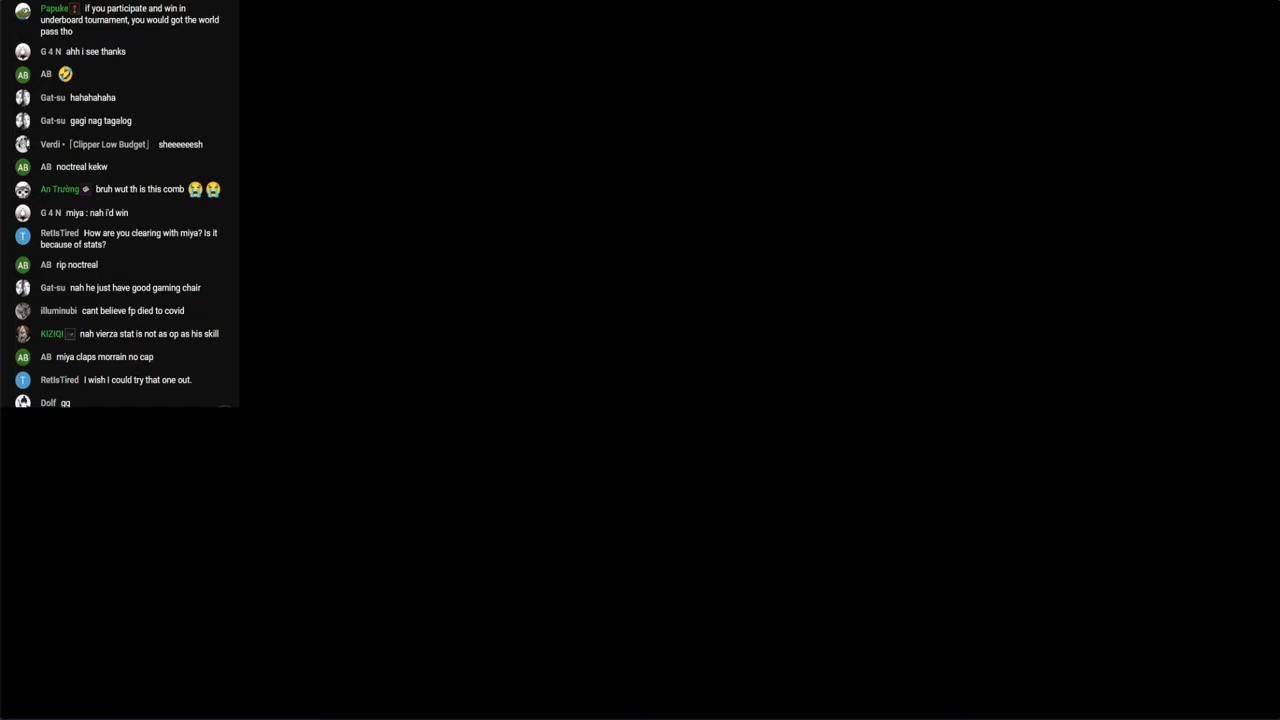 Papuke if you participate and win in
underboard tournament, you would got the world
pass tho
G 4 N ahh i see thanks
AB AB 🤣
Gat-su hahahahaha
Gat-su gagi nag tagalog
Verdi •「Clipper Low Budget」 sheeeeeesh
AB AB noctreal kekw
An Trường bruh wut th is this comb 😭 😭
G 4 N miya : nah i'd win
T RetIsTired How are you clearing with miya? Is it
because of stats?
AB AB rip noctreal
Gat-su nah he just have good gaming chair
illuminubi cant believe fp died to covid
KIZIQI nah vierza stat is not as op as his skill
AB AB miya claps morrain no cap
T RetIsTired I wish I could try that one out.
Dolf gg